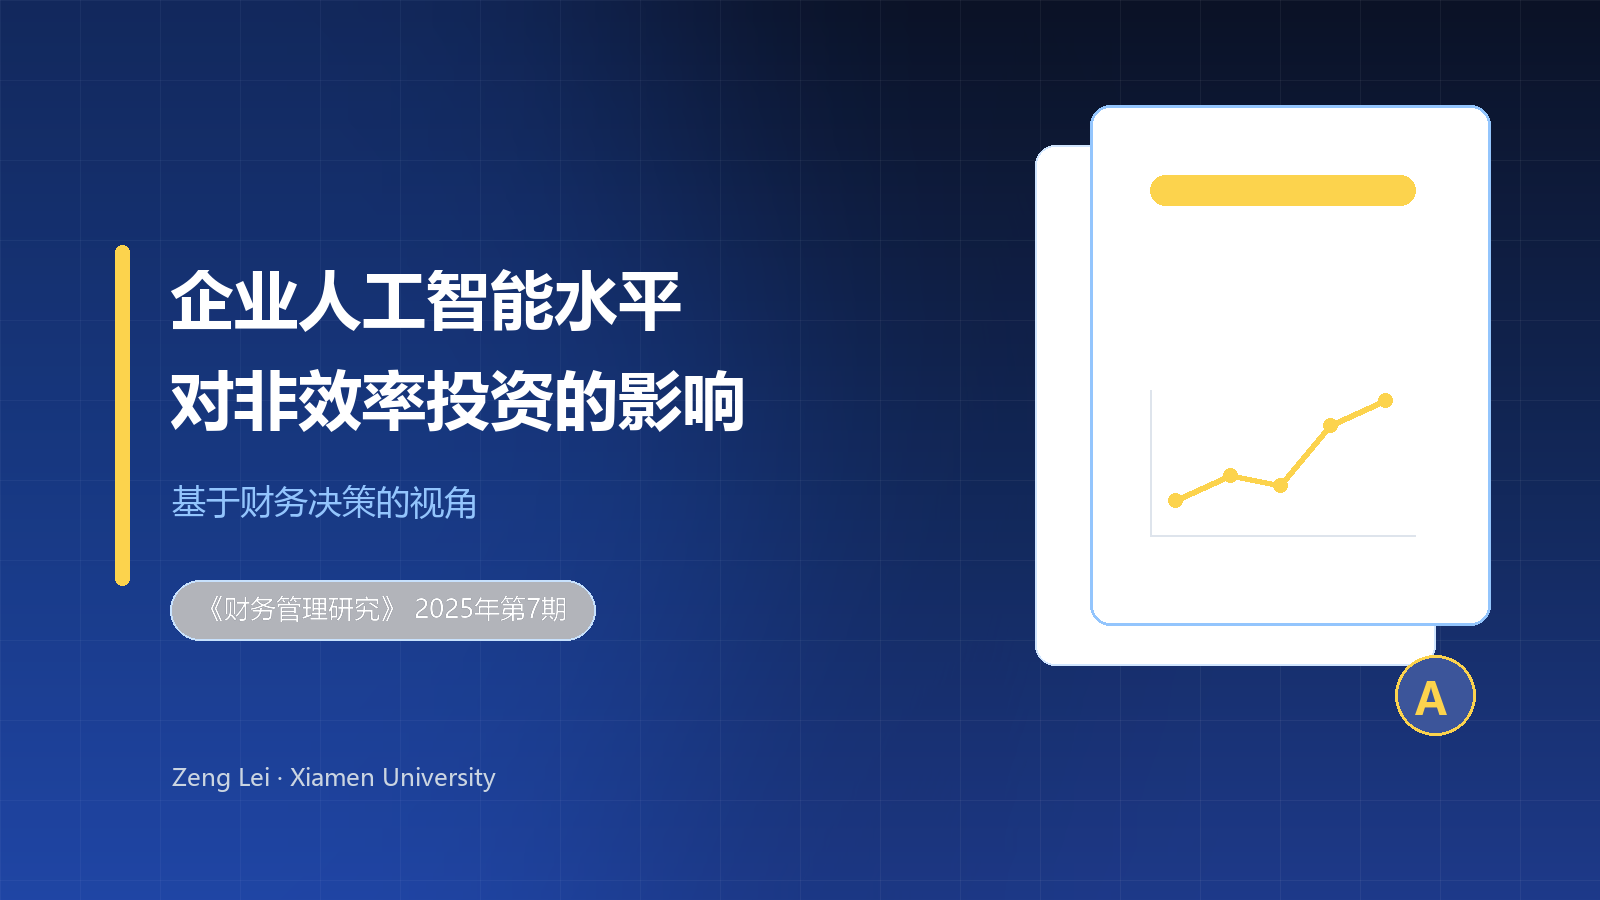 企业人工智能水平
对非效率投资的影响
基于财务决策的视角
《财务管理研究》 2025年第7期
Zeng Lei · Xiamen University
A